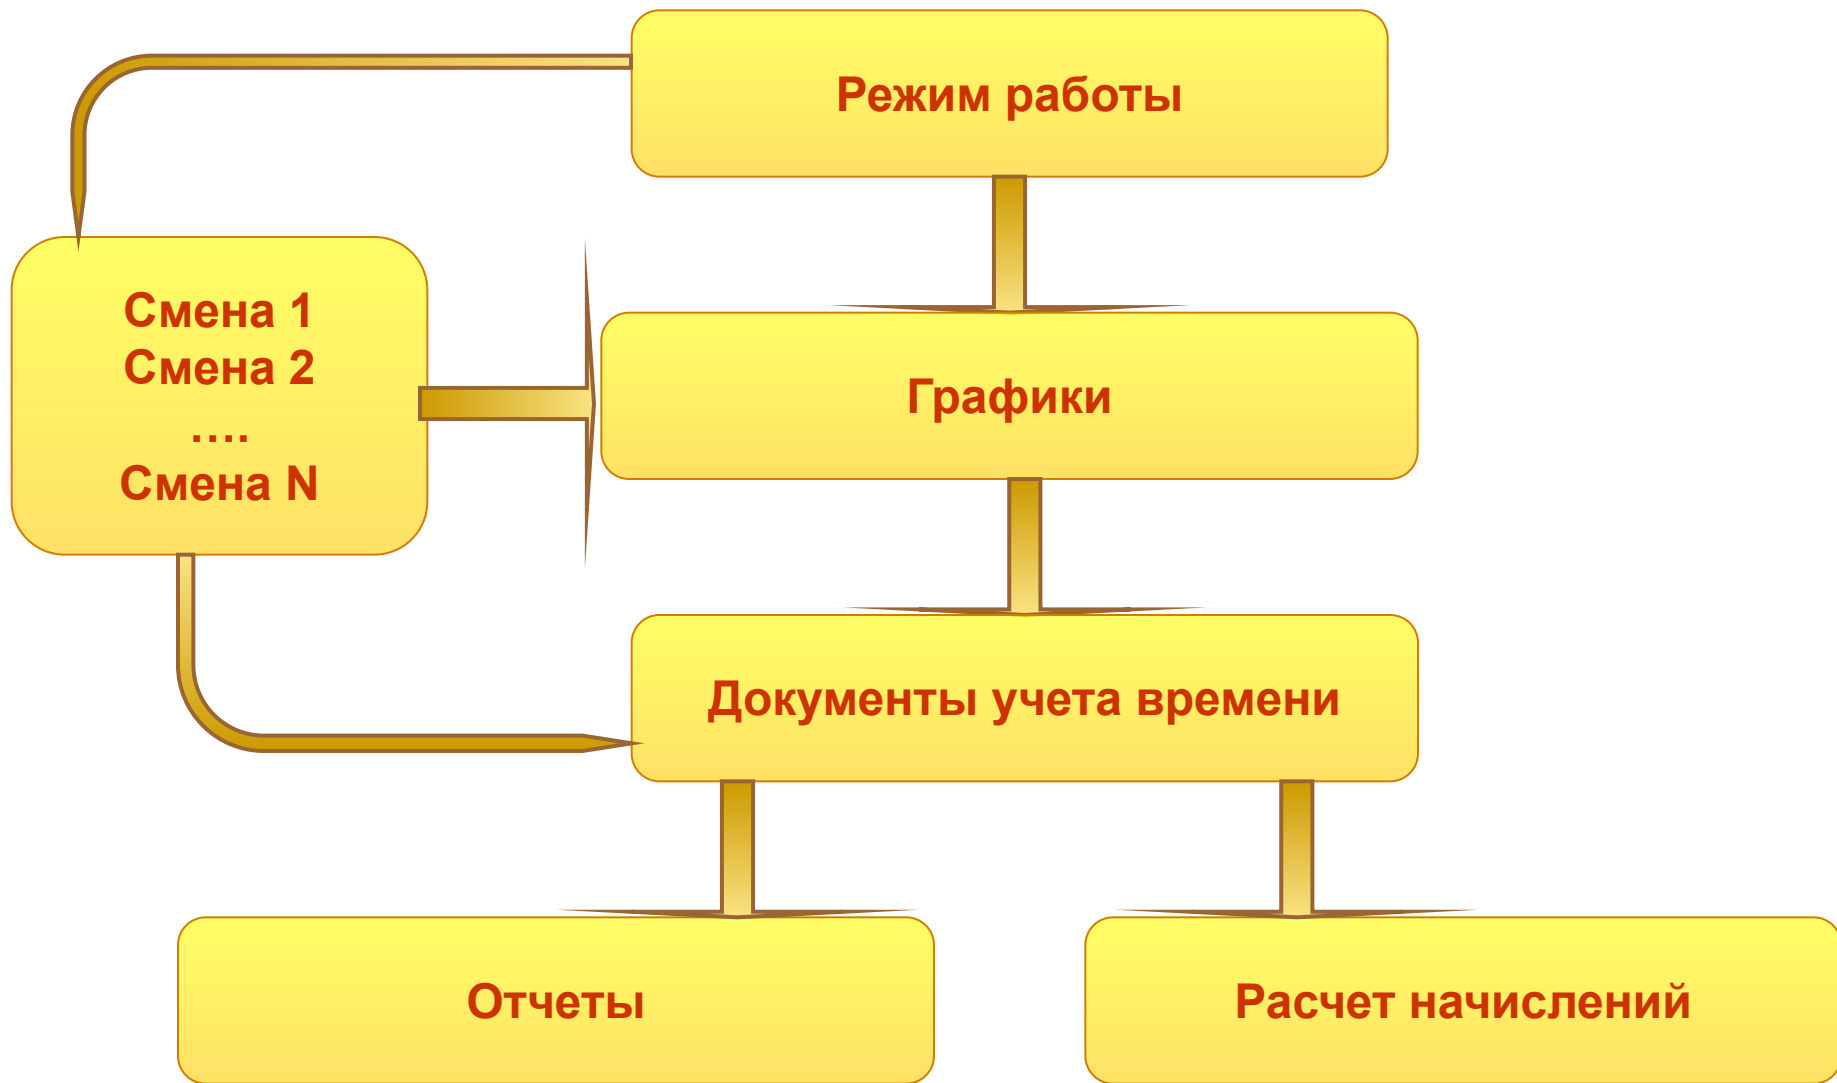 Режим работы
Смена 1
Смена 2
....
Смена N
Графики
Документы учета времени
Отчеты
Расчет начислений